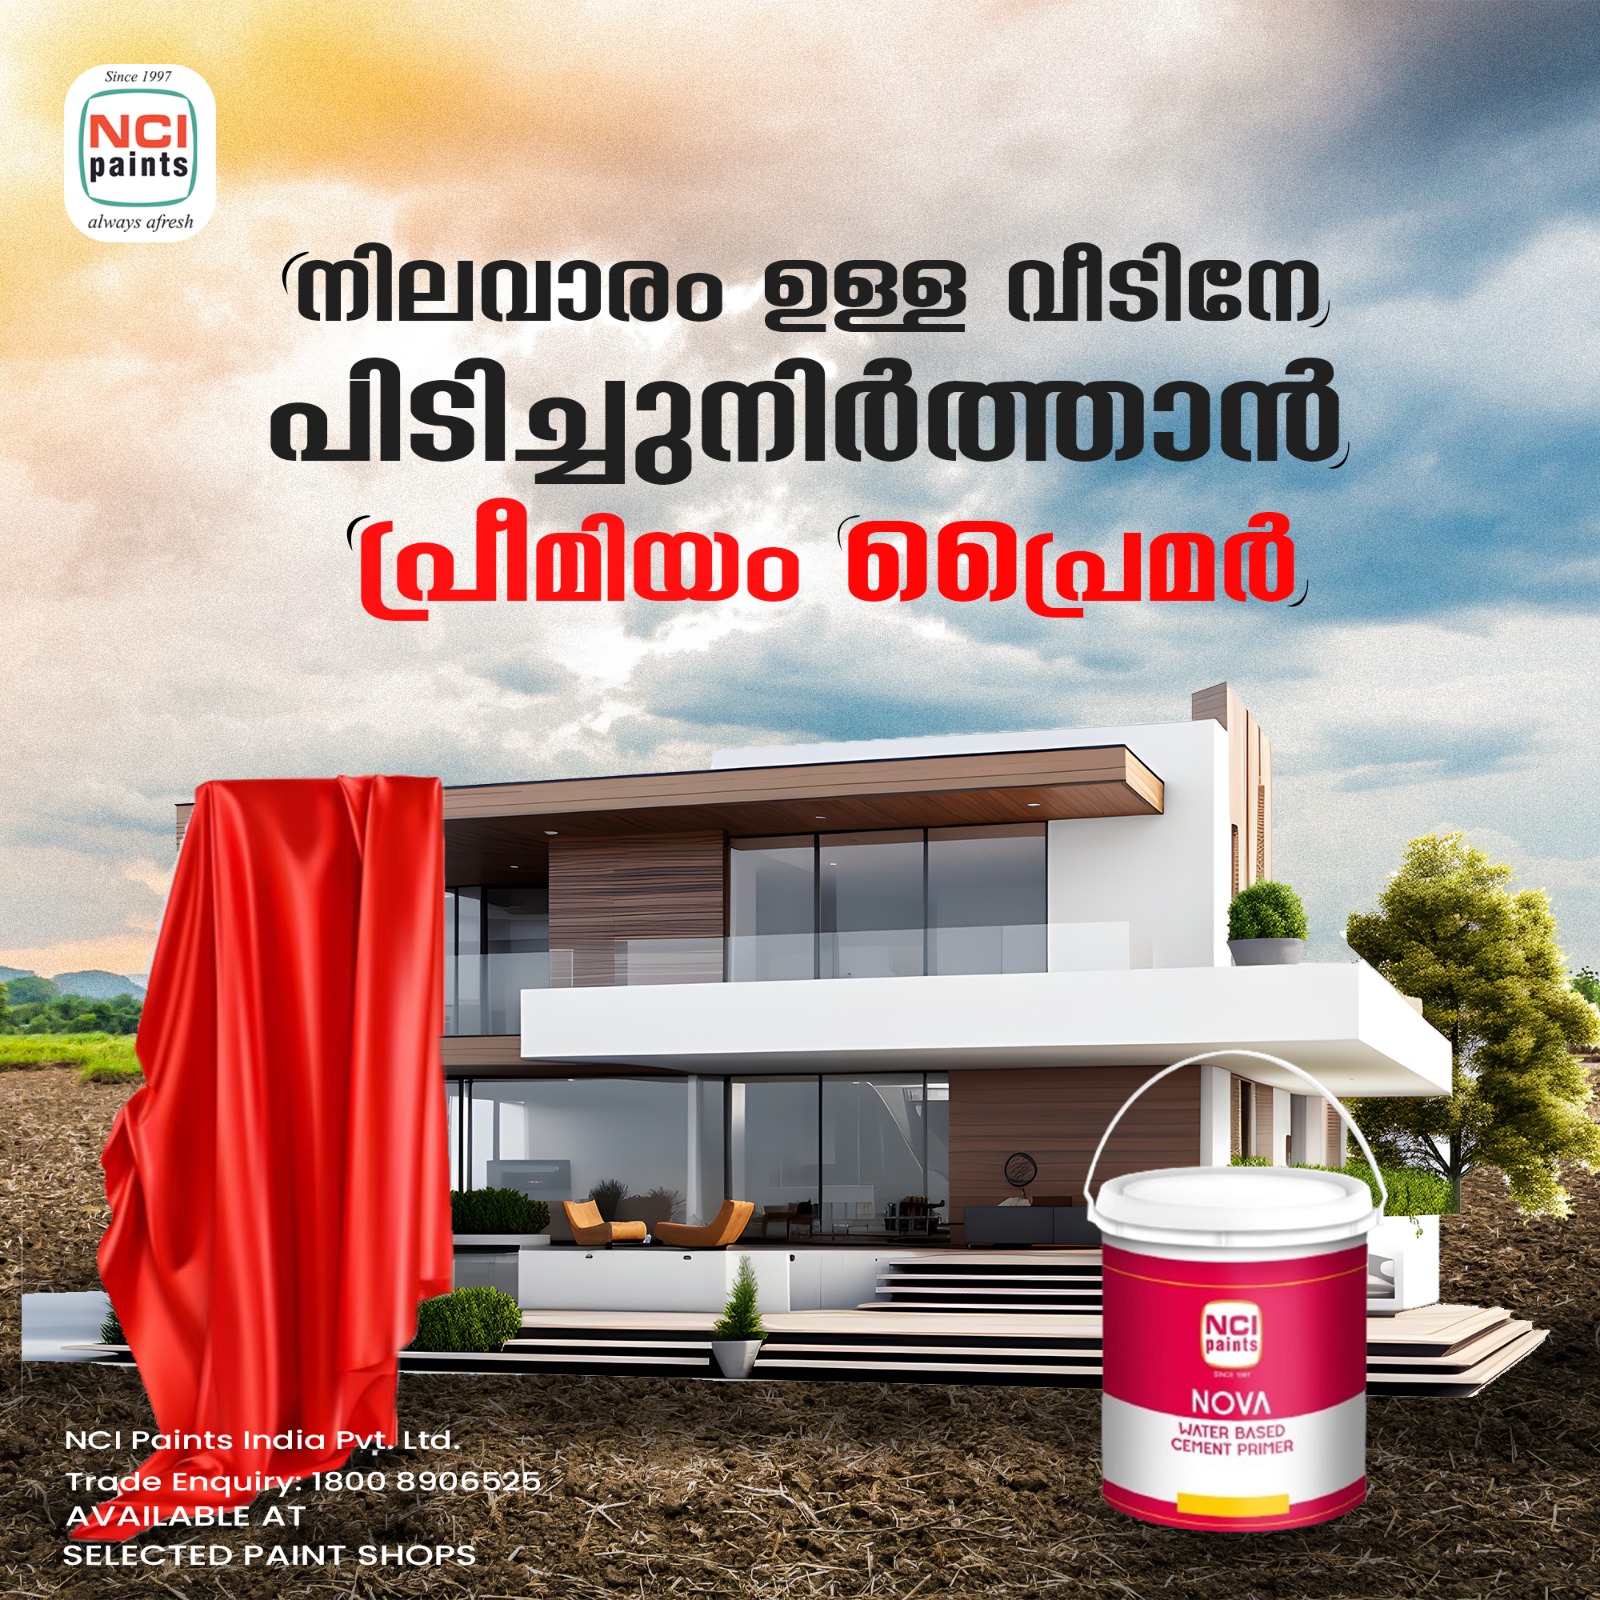 Since 1997
NCI
paints
always afresh
നിലവാരം ഉള്ള വീടിനേ
പിടിച്ചുനിർത്താൻ
പ്രീമിയം പ്രൈമർ
NCI
paints
SINCE 1997
NOVA
WATER BASED
CEMENT PRIMER
NCI Paints India Pvt. Ltd.
Trade Enquiry: 1800 8906525
AVAILABLE AT
SELECTED PAINT SHOPS